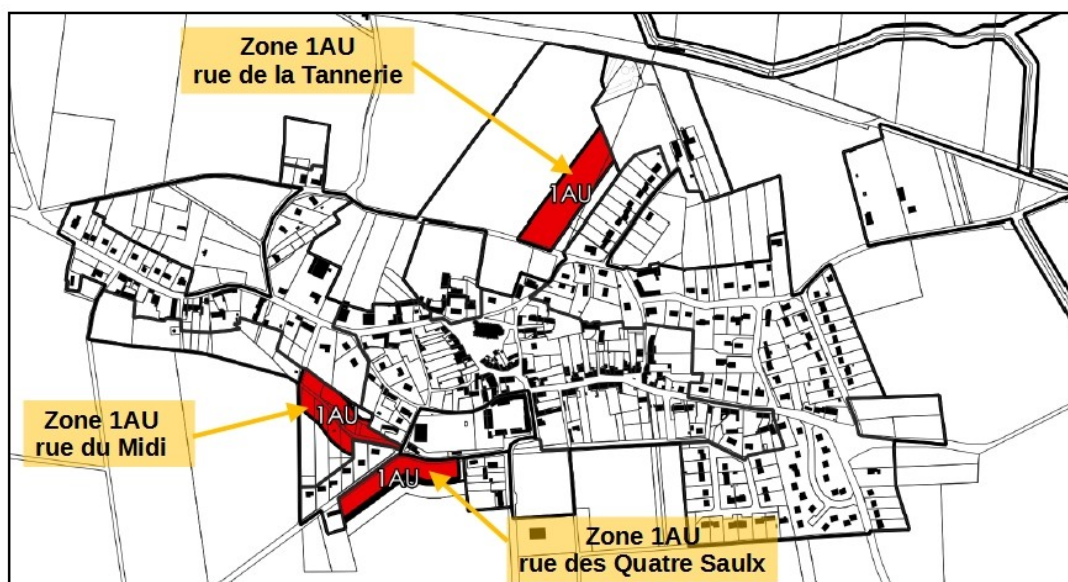 Zone 1AU
rue de la Tannerie
1AU
Zone 1AU
rue du Midi
1AU
1AU
Zone 1AU
rue des Quatre Saulx